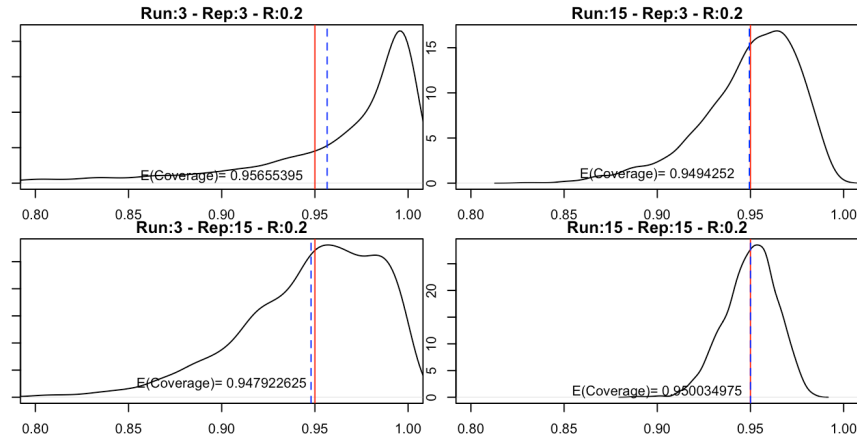 Run:3 - Rep:3 - R:0.2
E(Coverage)= 0.95655395
0.80 0.85 0.90 0.95 1.00
Run:15 - Rep:3 - R:0.2
15
10
5
0
E(Coverage)= 0.9494252
0.80 0.85 0.90 0.95 1.00
Run:3 - Rep:15 - R:0.2
E(Coverage)= 0.947922625
0.80 0.85 0.90 0.95 1.00
Run:15 - Rep:15 - R:0.2
20
10
5
0
E(Coverage)= 0.950034975
0.80 0.85 0.90 0.95 1.00